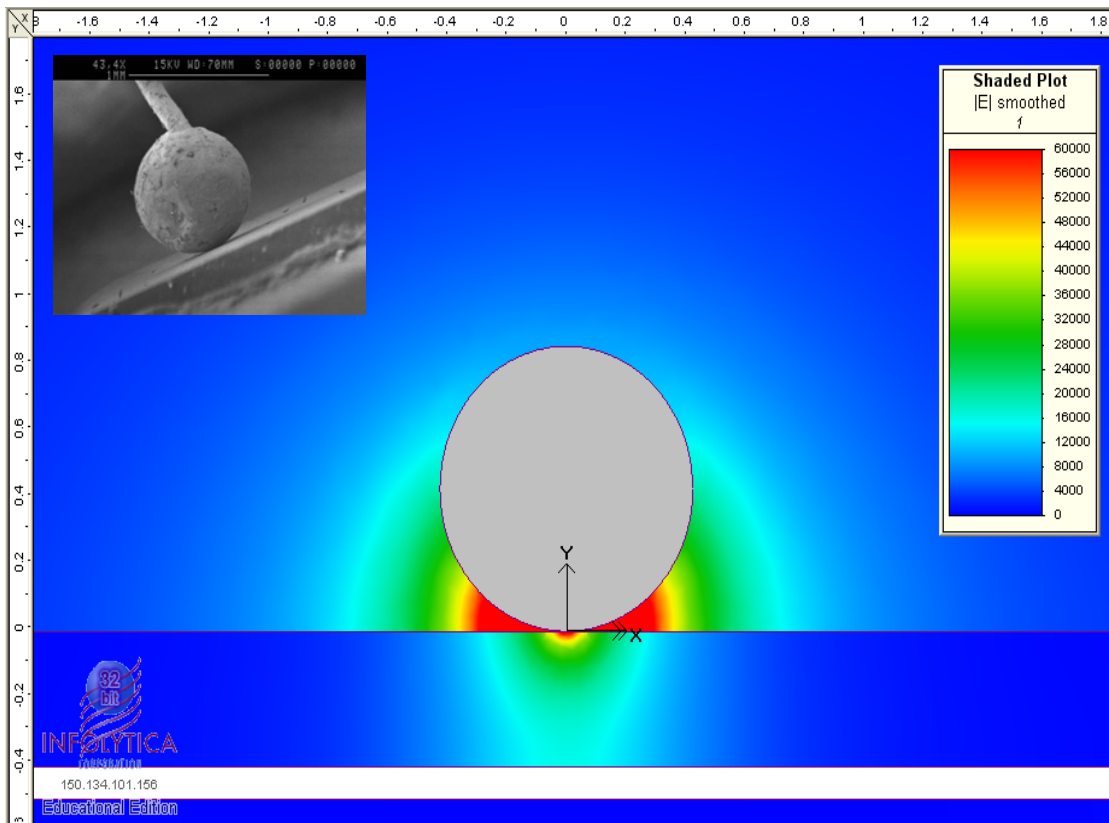 X
Y
8 -1.6 -1.4 -1.2 -1 -0.8 -0.6 -0.4 -0.2 0 0.2 0.4 0.6 0.8 1 1.2 1.4 1.6 1.8
43.4X 15KV WD:70MM S:00000 P:00000
1MM
Shaded Plot
|E| smoothed
1
60000
56000
52000
48000
44000
40000
36000
32000
28000
24000
20000
16000
12000
8000
4000
0
1.6
1.4
1.2
1
0.8
0.6
0.4
0.2
0
-0.2
-0.4
Y
X
32
bit
INFOLYTICA
CORPORATION
150.134.101.156
Educational Edition